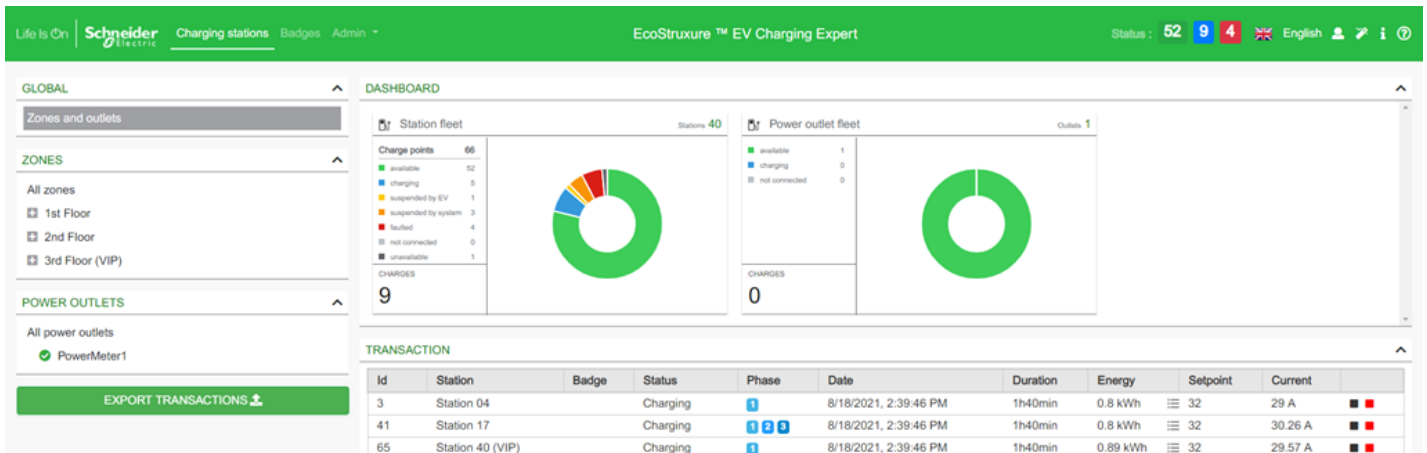 Life Is On Schneider Electric Charging stations Badges Admin EcoStruxure ™ EV Charging Expert Status : 52 9 4 English
GLOBAL
Zones and outlets
ZONES
All zones
1st Floor
2nd Floor
3rd Floor (VIP)
POWER OUTLETS
All power outlets
PowerMeter1
EXPORT TRANSACTIONS
DASHBOARD
Station fleet Stations 40
Charge points 66
available 52
charging 5
suspended by EV 1
suspended by system 3
faulted 4
not connected 0
unavailable 1
CHARGES
9
Power outlet fleet Outlets 1
available 1
charging 0
not connected 0
CHARGES
0
TRANSACTION
Id Station Badge Status Phase Date Duration Energy Setpoint Current
3 Station 04 Charging 1 8/18/2021, 2:39:46 PM 1h40min 0.8 kWh 32 29 A
41 Station 17 Charging 1 2 3 8/18/2021, 2:39:46 PM 1h40min 0.8 kWh 32 30.26 A
65 Station 40 (VIP) Charging 1 8/18/2021, 2:39:46 PM 1h40min 0.89 kWh 32 29.57 A